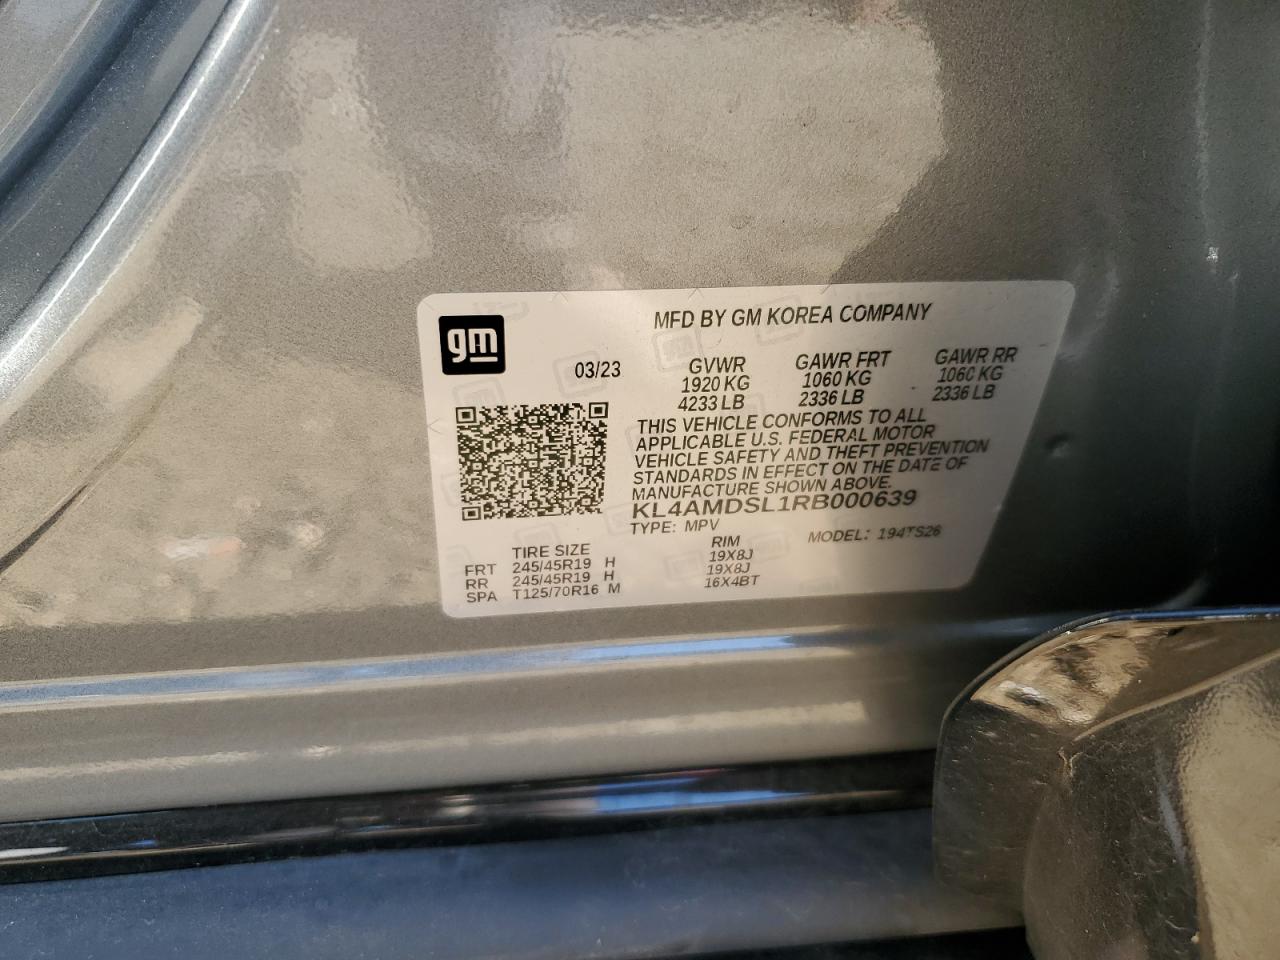 gm
MFD BY GM KOREA COMPANY
03/23 GVWR GAWR FRT GAWR RR
1920 KG 1060 KG 1060 KG
4233 LB 2336 LB 2336 LB
THIS VEHICLE CONFORMS TO ALL
APPLICABLE U.S. FEDERAL MOTOR
VEHICLE SAFETY AND THEFT PREVENTION
STANDARDS IN EFFECT ON THE DATE OF
MANUFACTURE SHOWN ABOVE.
KL4AMDSL1RB000639
TYPE: MPV MODEL: 194TS26
TIRE SIZE RIM
FRT 245/45R19 H 19X8J
RR 245/45R19 H 19X8J
SPA T125/70R16 M 16X4BT